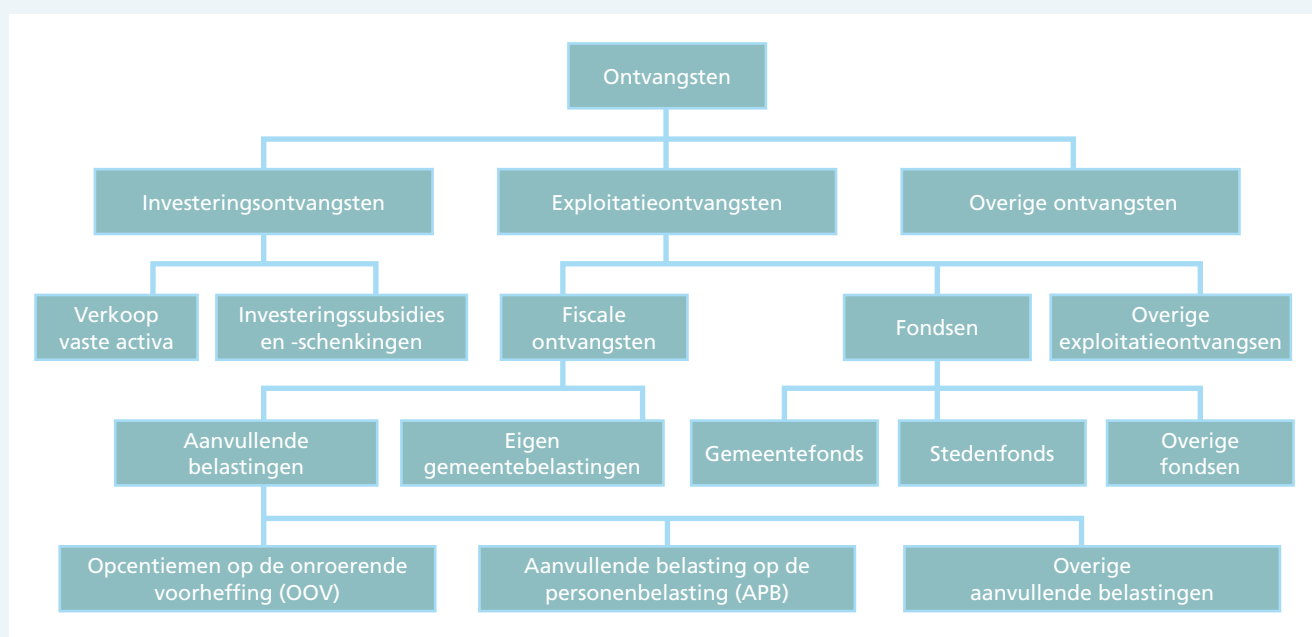 Ontvangsten
Investeringsontvangsten
Exploitatieontvangsten
Overige ontvangsten
Verkoop
vaste activa
Investeringssubsidies
en -schenkingen
Fiscale
ontvangsten
Fondsen
Overige
exploitatieontvangsen
Aanvullende
belastingen
Eigen
gemeentebelastingen
Gemeentefonds
Stedenfonds
Overige
fondsen
Opcentiemen op de onroerende
voorheffing (OOV)
Aanvullende belasting op de
personenbelasting (APB)
Overige
aanvullende belastingen